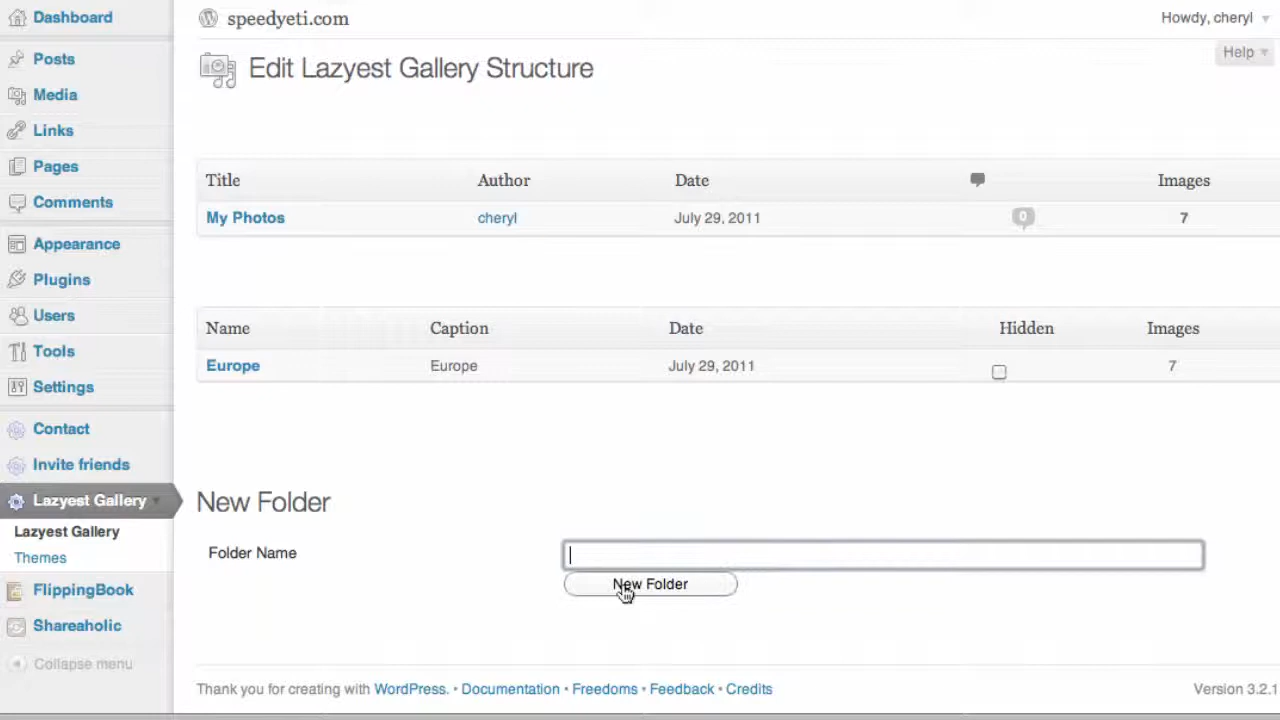 Dashboard
Posts
Media
Links
Pages
Comments
Appearance
Plugins
Users
Tools
Settings
Contact
Invite friends
Lazyest Gallery
Lazyest Gallery
Themes
FlippingBook
Shareaholic
Collapse menu
speedyeti.com
Howdy, cheryl
Help
Edit Lazyest Gallery Structure
Title Author Date Images
My Photos cheryl July 29, 2011 0 7
Name Caption Date Hidden Images
Europe Europe July 29, 2011 7
New Folder
Folder Name
New Folder
Thank you for creating with WordPress. • Documentation • Freedoms • Feedback • Credits
Version 3.2.1